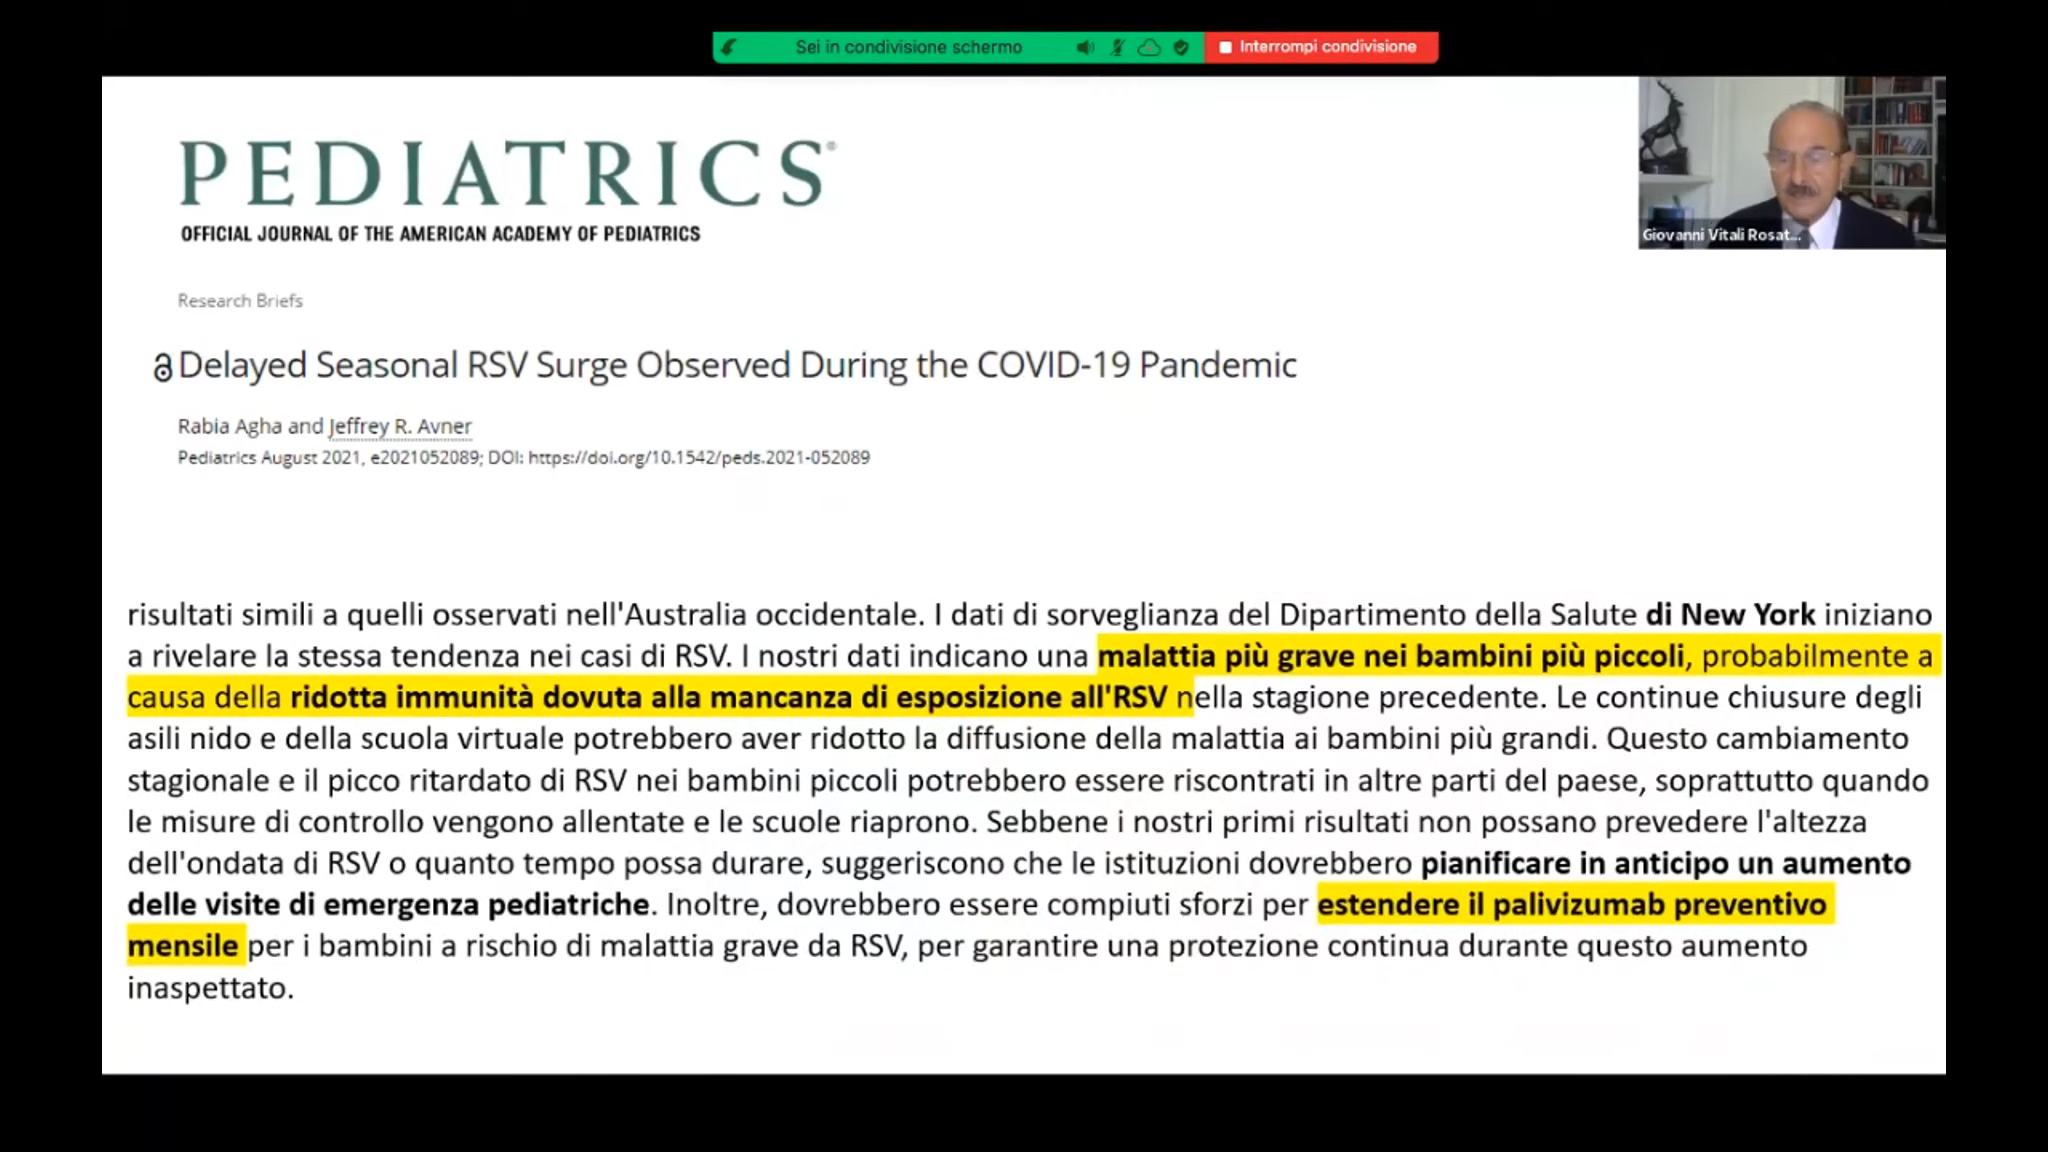 Sei in condivisione schermo
Interrompi condivisione
PEDIATRICS®
OFFICIAL JOURNAL OF THE AMERICAN ACADEMY OF PEDIATRICS
Giovanni Vitali Rosat...
Research Briefs
Delayed Seasonal RSV Surge Observed During the COVID-19 Pandemic
Rabia Agha and Jeffrey R. Avner
Pediatrics August 2021, e2021052089; DOI: https://doi.org/10.1542/peds.2021-052089
risultati simili a quelli osservati nell'Australia occidentale. I dati di sorveglianza del Dipartimento della Salute di New York iniziano
a rivelare la stessa tendenza nei casi di RSV. I nostri dati indicano una malattia più grave nei bambini più piccoli, probabilmente a
causa della ridotta immunità dovuta alla mancanza di esposizione all'RSV nella stagione precedente. Le continue chiusure degli
asili nido e della scuola virtuale potrebbero aver ridotto la diffusione della malattia ai bambini più grandi. Questo cambiamento
stagionale e il picco ritardato di RSV nei bambini piccoli potrebbero essere riscontrati in altre parti del paese, soprattutto quando
le misure di controllo vengono allentate e le scuole riaprono. Sebbene i nostri primi risultati non possano prevedere l'altezza
dell'ondata di RSV o quanto tempo possa durare, suggeriscono che le istituzioni dovrebbero pianificare in anticipo un aumento
delle visite di emergenza pediatriche. Inoltre, dovrebbero essere compiuti sforzi per estendere il palivizumab preventivo
mensile per i bambini a rischio di malattia grave da RSV, per garantire una protezione continua durante questo aumento
inaspettato.